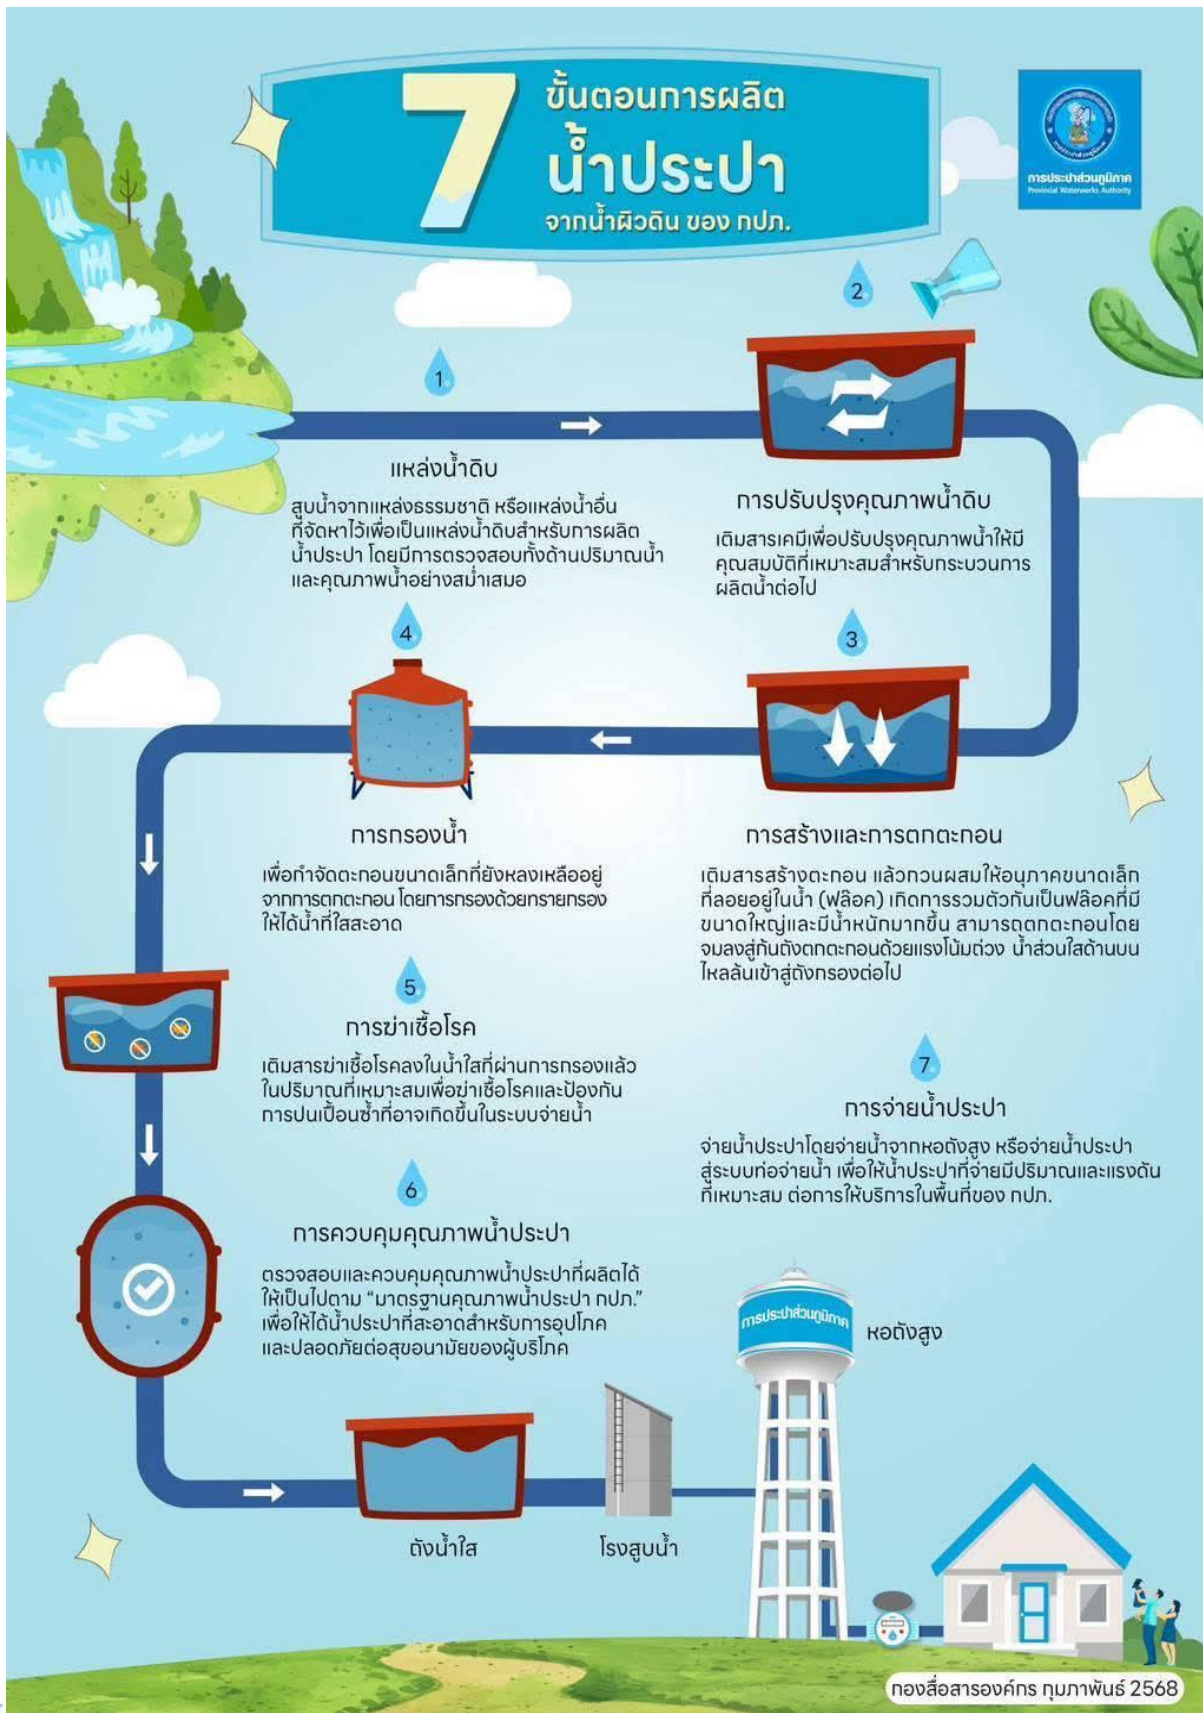 7
ขั้นตอนการผลิต
น้ำประปา
จากน้ำผิวดิน ของ กปภ.
การประปาส่วนภูมิภาค
Provincial Waterworks Authority
1.
แหล่งน้ำดิบ
สูบน้ำจากแหล่งธรรมชาติ หรือแหล่งน้ำอื่น
ที่จัดหาไว้เพื่อเป็นแหล่งน้ำดิบสำหรับการผลิต
น้ำประปา โดยมีการตรวจสอบทั้งด้านปริมาณน้ำ
และคุณภาพน้ำอย่างสม่ำเสมอ
2.
การปรับปรุงคุณภาพน้ำดิบ
เติมสารเคมีเพื่อปรับปรุงคุณภาพน้ำให้มี
คุณสมบัติที่เหมาะสมสำหรับกระบวนการ
ผลิตน้ำต่อไป
3.
การสร้างและการตกตะกอน
เติมสารสร้างตะกอน แล้วกวนผสมให้อนุภาคขนาดเล็ก
ที่ลอยอยู่ในน้ำ (ฟล๊อค) เกิดการรวมตัวกันเป็นฟล๊อคที่มี
ขนาดใหญ่และมีน้ำหนักมากขึ้น สามารถตกตะกอนโดย
จมลงสู่ก้นถังตกตะกอนด้วยแรงโน้มถ่วง น้ำส่วนใสด้านบน
ไหลล้นเข้าสู่ถังกรองต่อไป
4.
การกรองน้ำ
เพื่อกำจัดตะกอนขนาดเล็กที่ยังหลงเหลืออยู่
จากการตกตะกอน โดยการกรองด้วยทรายกรอง
ให้ได้น้ำที่ใสสะอาด
5.
การฆ่าเชื้อโรค
เติมสารฆ่าเชื้อโรคลงในน้ำใสที่ผ่านการกรองแล้ว
ในปริมาณที่เหมาะสมเพื่อฆ่าเชื้อโรคและป้องกัน
การปนเปื้อนซ้ำที่อาจเกิดขึ้นในระบบจ่ายน้ำ
6.
การควบคุมคุณภาพน้ำประปา
ตรวจสอบและควบคุมคุณภาพน้ำประปาที่ผลิตได้
ให้เป็นไปตาม “มาตรฐานคุณภาพน้ำประปา กปภ.”
เพื่อให้ได้น้ำประปาที่สะอาดสำหรับการอุปโภค
และปลอดภัยต่อสุขอนามัยของผู้บริโภค
7.
การจ่ายน้ำประปา
จ่ายน้ำประปาโดยจ่ายน้ำจากหอถังสูง หรือจ่ายน้ำประปา
สู่ระบบท่อจ่ายน้ำ เพื่อให้น้ำประปาที่จ่ายมีปริมาณและแรงดัน
ที่เหมาะสม ต่อการให้บริการในพื้นที่ของ กปภ.
การประปาส่วนภูมิภาค
หอถังสูง
ถังน้ำใส
โรงสูบน้ำ
กองสื่อสารองค์กร กุมภาพันธ์ 2568